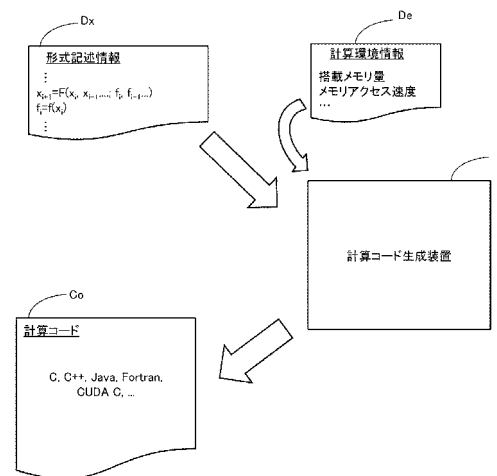 Dx
De
形式記述情報
⋮
x_{i+1}=F(x_i, x_{i-1},...; f_i, f_{i-1}...)
f_i=f(x_i)
⋮
計算環境情報
搭載メモリ量
メモリアクセス速度
…
計算コード生成装置
Co
計算コード
C, C++, Java, Fortran,
CUDA C, ...